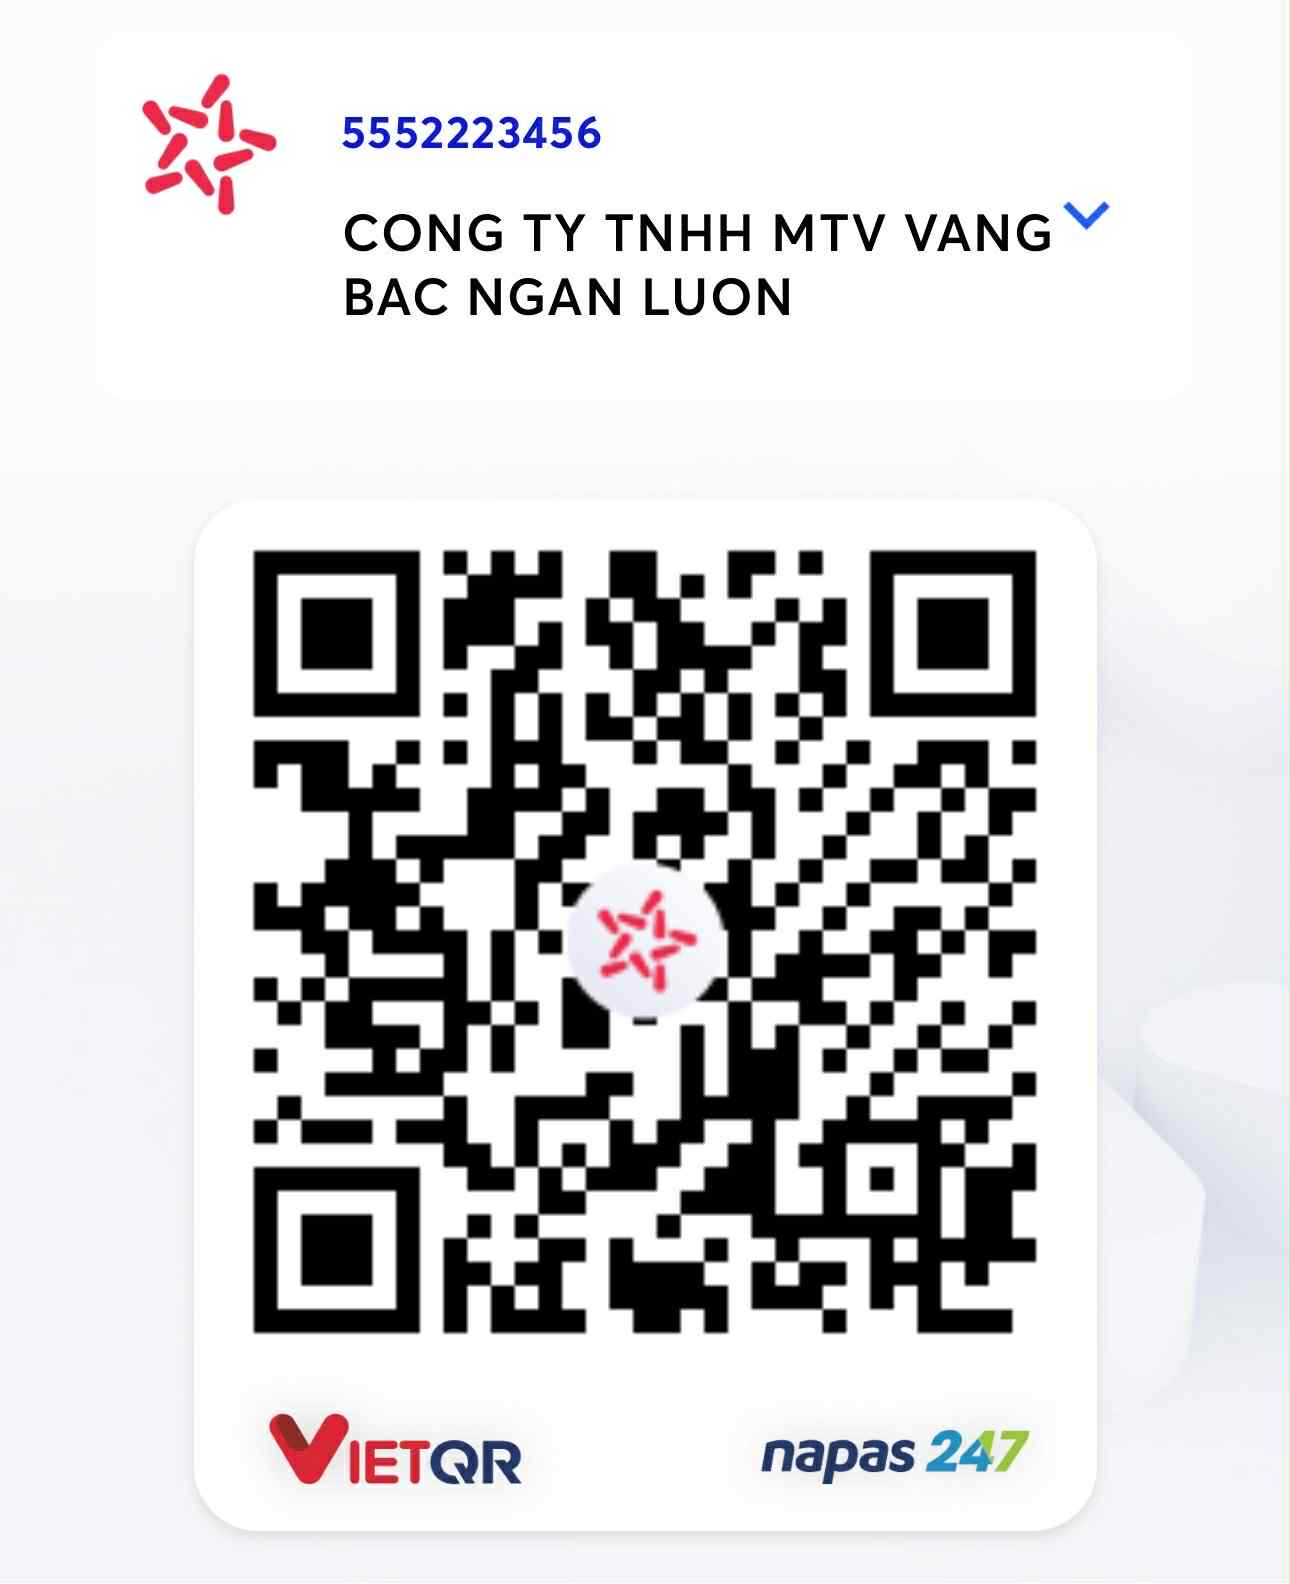 5552223456
CONG TY TNHH MTV VANG
BAC NGAN LUON
VIETQR
napas 247